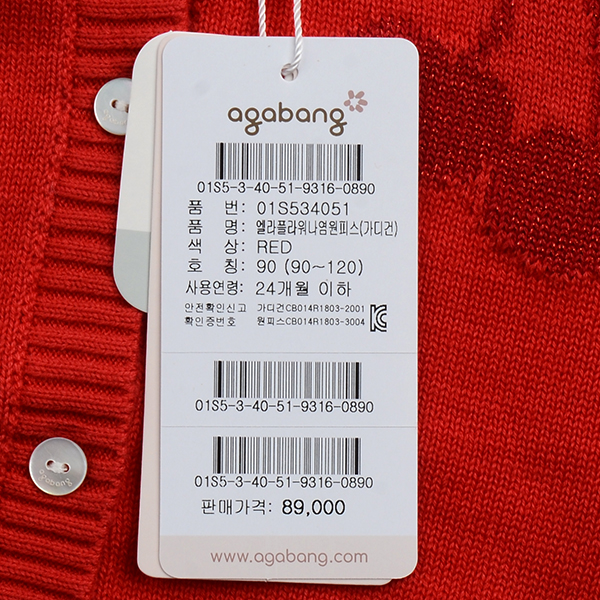 agabang
01S5-3-40-51-9316-0890
품 번: 01S534051
품 명: 엘라플라워나염원피스(가디건)
색 상: RED
호 칭: 90 (90~120)
사용연령: 24개월 이하
안전확인신고 가디건CB014R1803-2001
확인증번호 원피스CB014R1803-3004
01S5-3-40-51-9316-0890
01S5-3-40-51-9316-0890
판매가격: 89,000
www.agabang.com
agabang